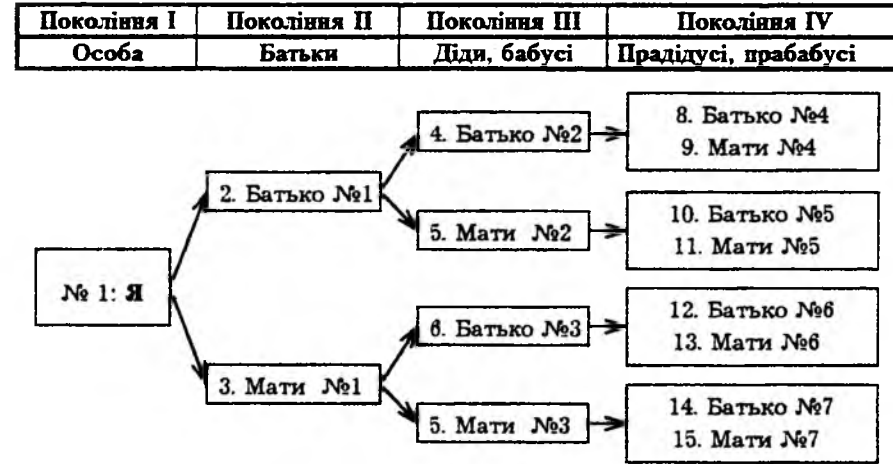 Покоління I Покоління II Покоління III Покоління IV
Особа Батьки Діди, бабусі Прадідусі, прабабусі
8. Батько №4
4. Батько №2
9. Мати №4
2. Батько №1
10. Батько №5
5. Мати №2
11. Мати №5
№ 1: Я
12. Батько №6
6. Батько №3
13. Мати №6
3. Мати №1
14. Батько №7
5. Мати №3
15. Мати №7